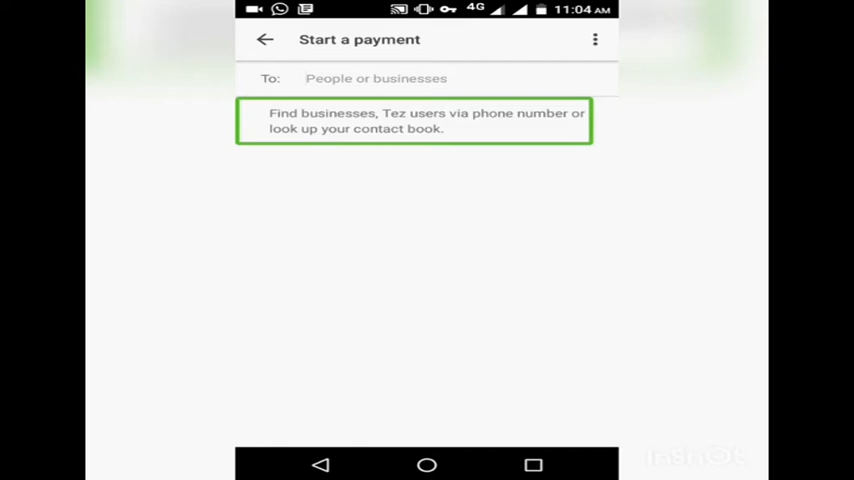 4G 11:04 AM
Start a payment
To: People or businesses
Find businesses, Tez users via phone number or
look up your contact book.
InShOt